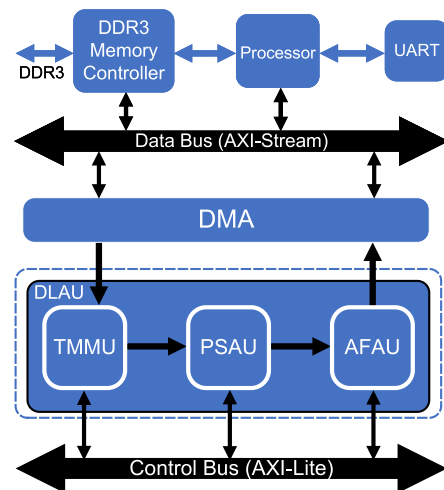 DDR3
DDR3
Memory
Controller
Processor
UART
Data Bus (AXI-Stream)
DMA
DLAU
TMMU
PSAU
AFAU
Control Bus (AXI-Lite)